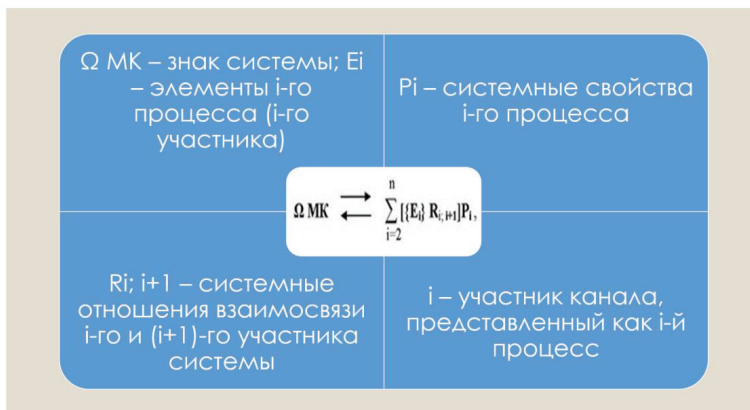 Ω МК – знак системы; Ei
– элементы i-го
процесса (i-го
участника)
Pi – системные свойства
i-го процесса
n
Ω МК ⇄ ∑ [{Ei} Ri; i+1]Pi,
i=2
Ri; i+1 – системные
отношения взаимосвязи
i-го и (i+1)-го участника
системы
i – участник канала,
представленный как i-й
процесс